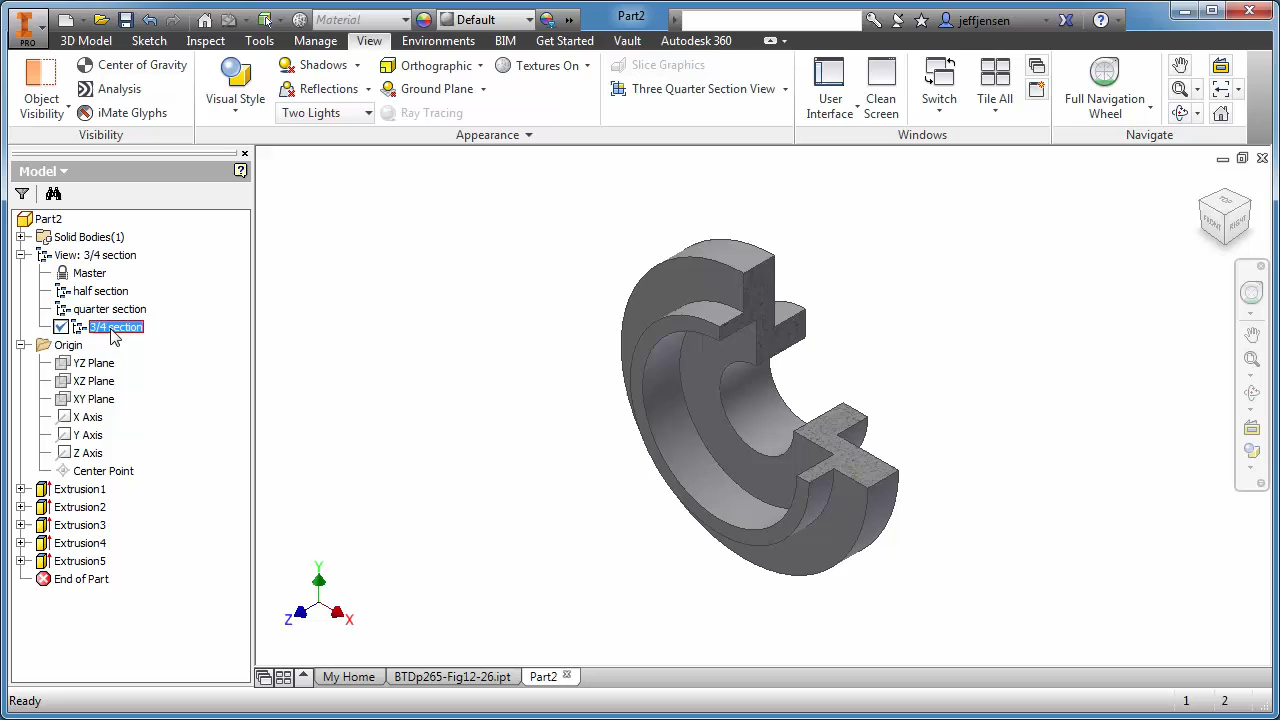 PRO
Material
Default
Part2
jeffjensen
3D Model Sketch Inspect Tools Manage View Environments BIM Get Started Vault Autodesk 360
Object Visibility
Center of Gravity
Analysis
iMate Glyphs
Visibility
Visual Style
Shadows
Reflections
Two Lights
Orthographic
Ground Plane
Ray Tracing
Textures On
Appearance
Slice Graphics
Three Quarter Section View
User Interface
Clean Screen
Switch
Tile All
Windows
Full Navigation Wheel
Navigate
Model
Part2
Solid Bodies(1)
View: 3/4 section
Master
half section
quarter section
3/4 section
Origin
YZ Plane
XZ Plane
XY Plane
X Axis
Y Axis
Z Axis
Center Point
Extrusion1
Extrusion2
Extrusion3
Extrusion4
Extrusion5
End of Part
TOP
FRONT RIGHT
Y
Z X
My Home BTDp265-Fig12-26.ipt Part2
Ready 1 2